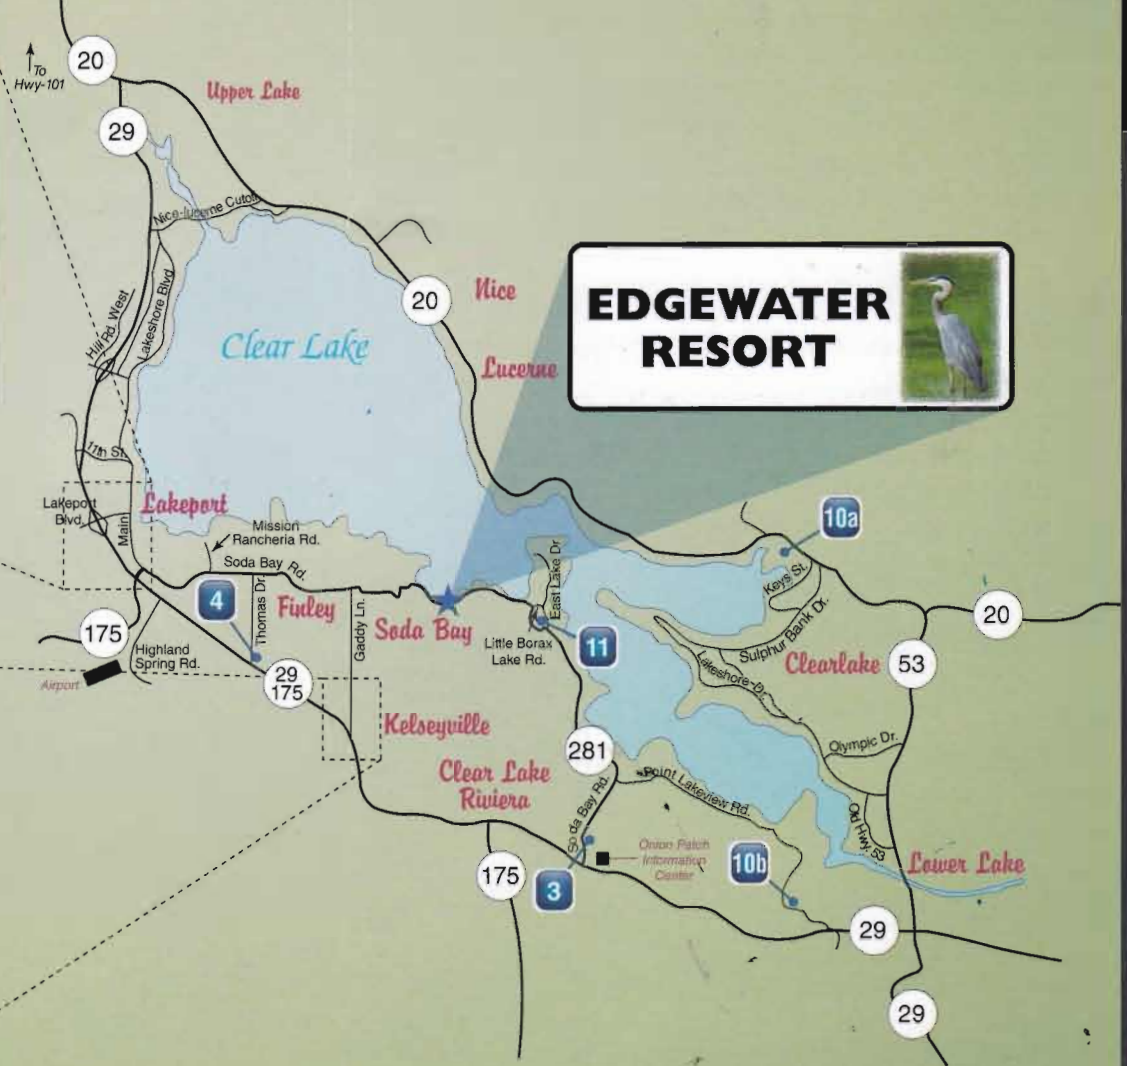 20
To
Hwy-101
Upper Lake
29
Nice-lucerne Cutoff
Nice
20
Hill Rd. West
Lakeshore Blvd
Clear Lake
Lucerne
EDGEWATER
RESORT
11th St.
Lakeport
Blvd.
Lakeport
Main
Mission
Rancheria Rd.
Soda Bay Rd.
10a
Keys St.
East Lake Dr
4
Thomas Dr.
Finley
Gaddy Ln.
Soda Bay
Little Borax
Lake Rd.
11
Sulphur Bank Dr.
20
175
Highland
Spring Rd.
Airport
29
175
Clearlake
53
Lakeshore-Dr.
Kelseyville
281
Olympic Dr.
Clear Lake
Riviera
Point Lakeview Rd.
Soda Bay Rd.
Old Hwy. 53
Onion Patch
Information
Center
10b
Lower Lake
175
3
29
29